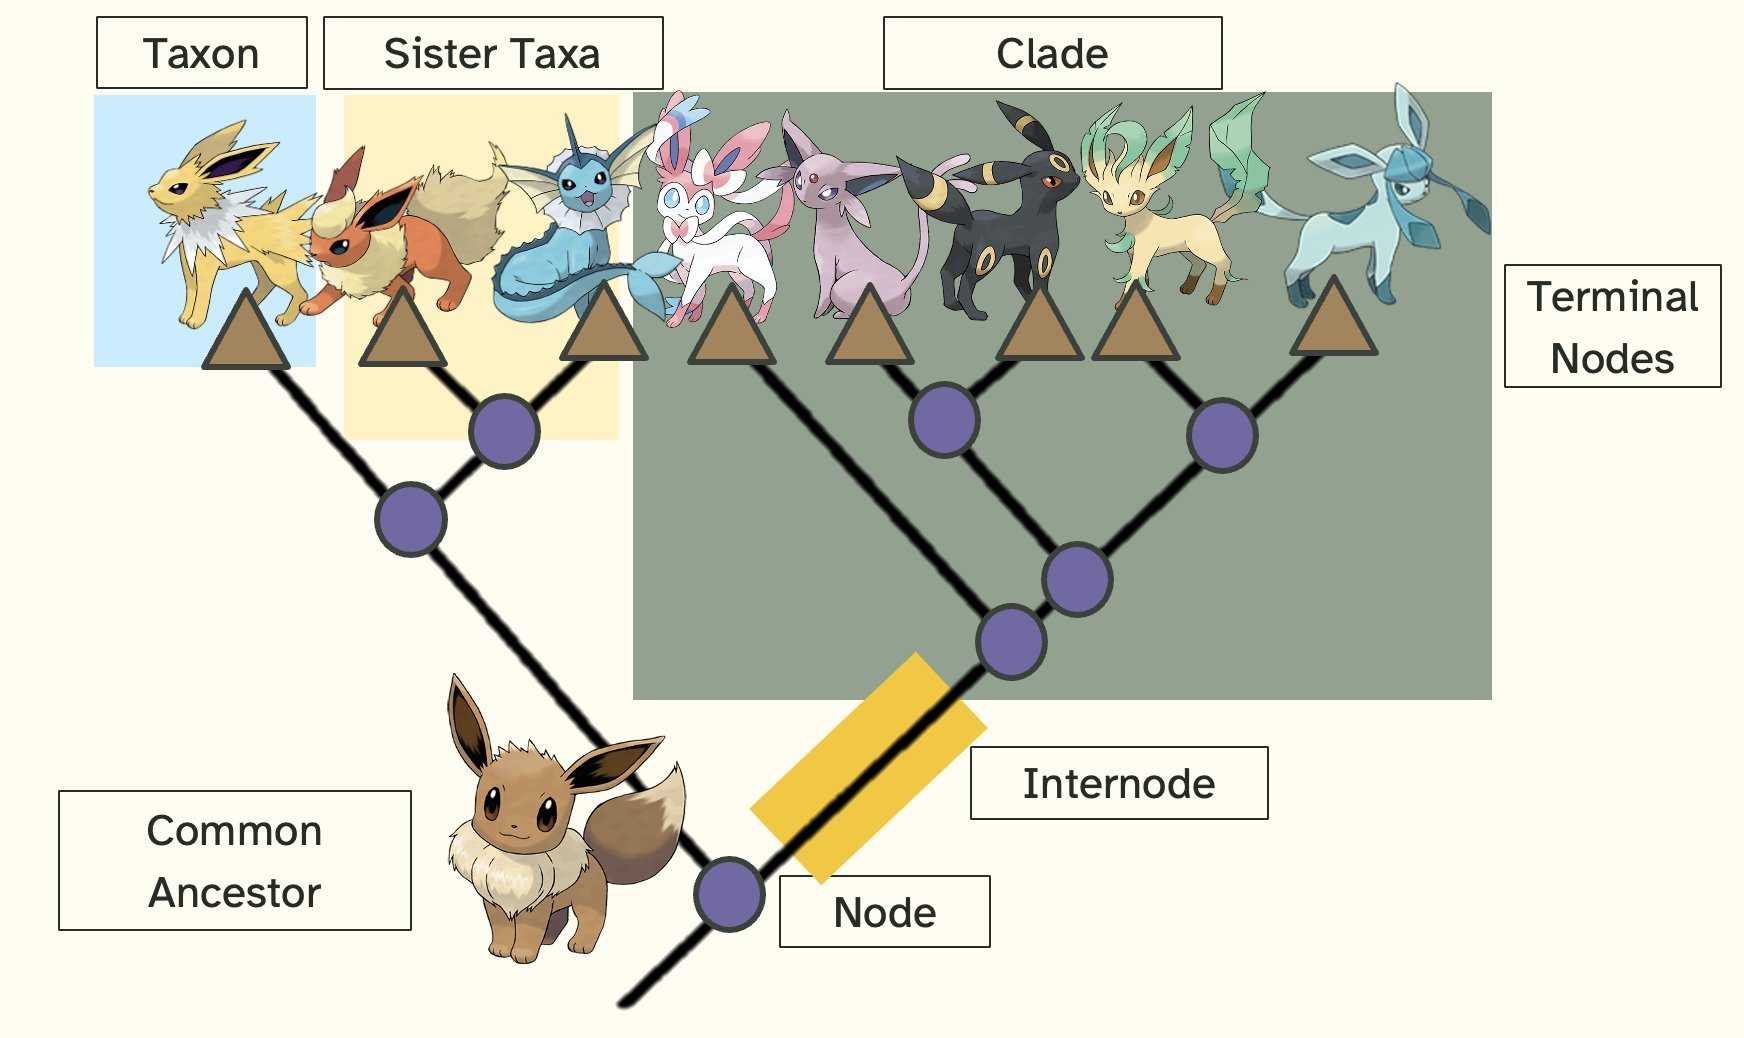 Taxon
Sister Taxa
Clade
Terminal
Nodes
Internode
Common
Ancestor
Node